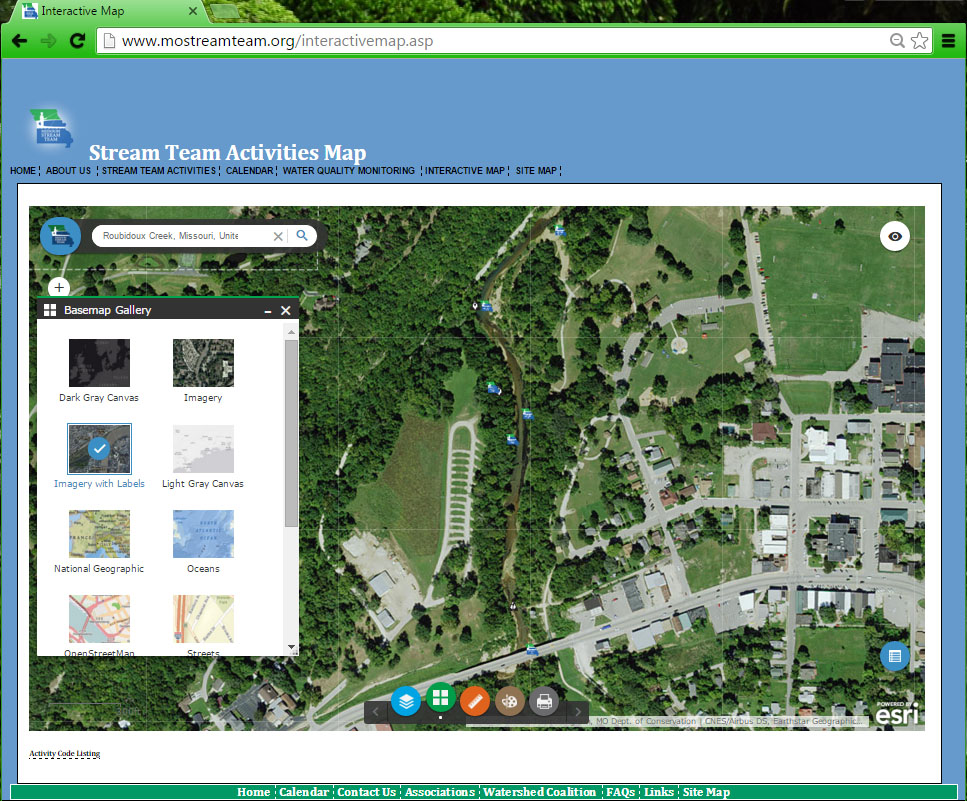 Interactive Map
www.mostreamteam.org/interactivemap.asp
MISSOURI
STREAM
TEAM
Stream Team Activities Map
HOME ¦ ABOUT US ¦ STREAM TEAM ACTIVITIES ¦ CALENDAR ¦ WATER QUALITY MONITORING ¦ INTERACTIVE MAP ¦ SITE MAP ¦
Roubidoux Creek, Missouri, Unite
+
Basemap Gallery
Dark Gray Canvas
Imagery
Imagery with Labels
Light Gray Canvas
National Geographic
Oceans
OpenStreetMap
Streets
, MO Dept. of Conservation | CNES/Airbus DS, Earthstar Geographic...
POWERED BY
esri
Activity Code Listing
Home ¦ Calendar ¦ Contact Us ¦ Associations ¦ Watershed Coalition ¦ FAQs ¦ Links ¦ Site Map